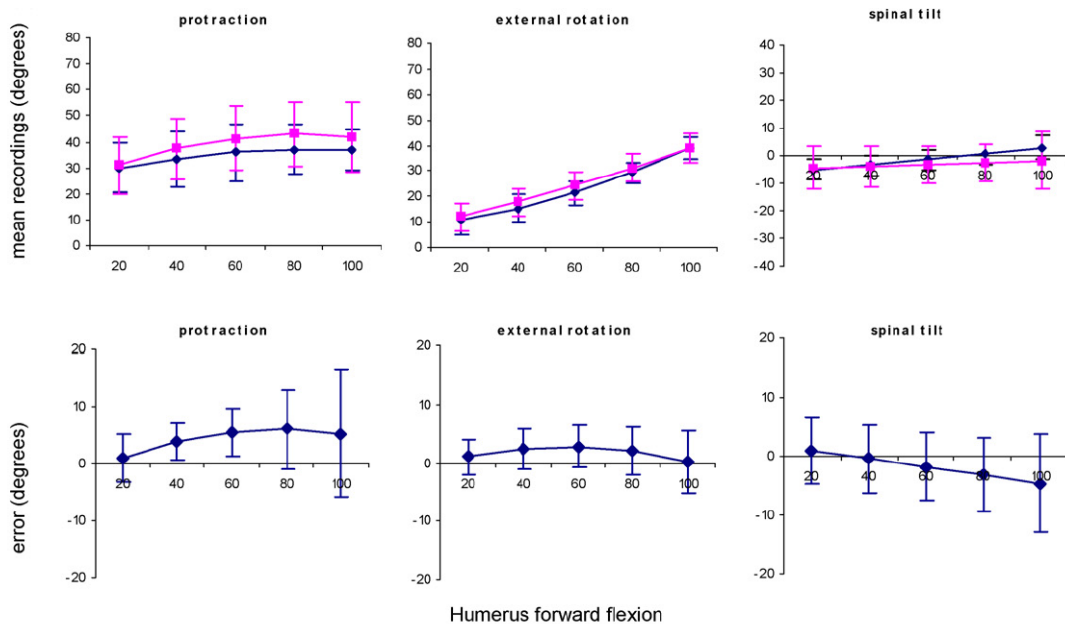 protraction
external rotation
spinal tilt
mean recordings (degrees)
80
70
60
50
40
30
20
10
0
20 40 60 80 100
80
70
60
50
40
30
20
10
0
20 40 60 80 100
40
30
20
10
0
-10
-20
-30
-40
20 40 60 80 100
protraction
external rotation
spinal tilt
error (degrees)
20
10
0
-10
-20
20 40 60 80 100
20
10
0
-10
-20
20 40 60 80 100
20
10
0
-10
-20
20 40 60 80 100
Humerus forward flexion